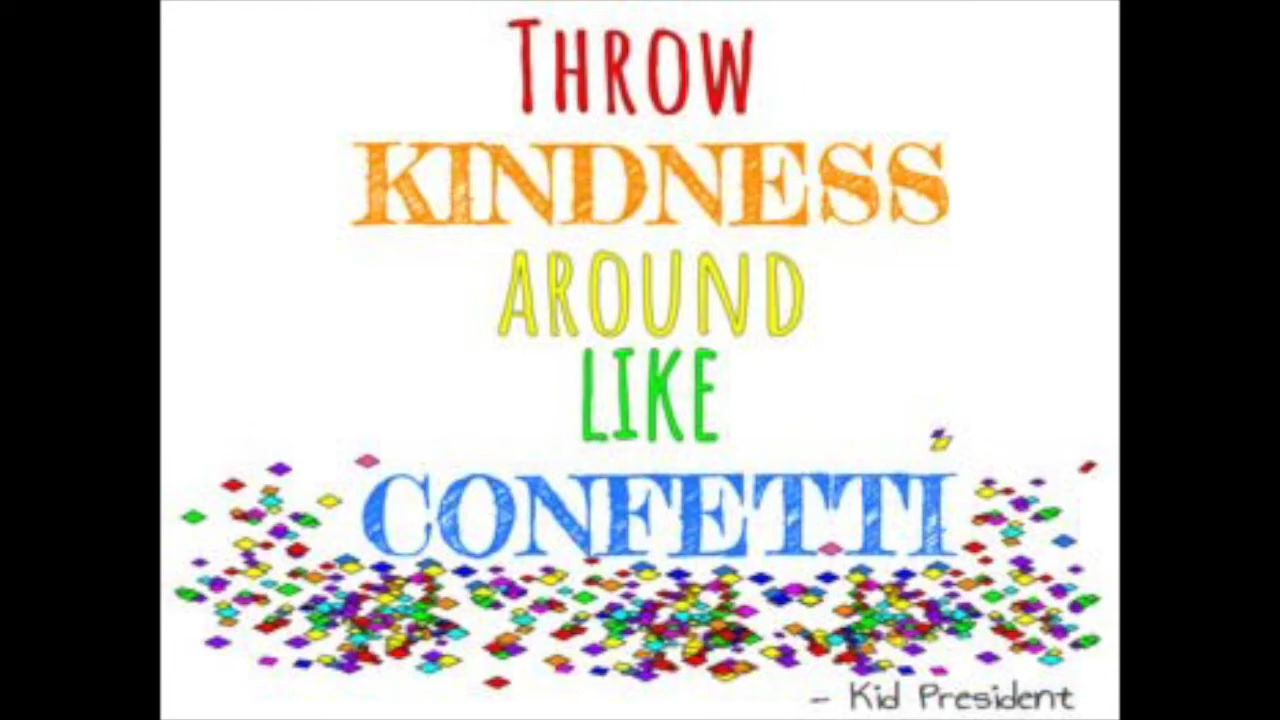 THROW
KINDNESS
AROUND
LIKE
CONFETTI
- Kid President